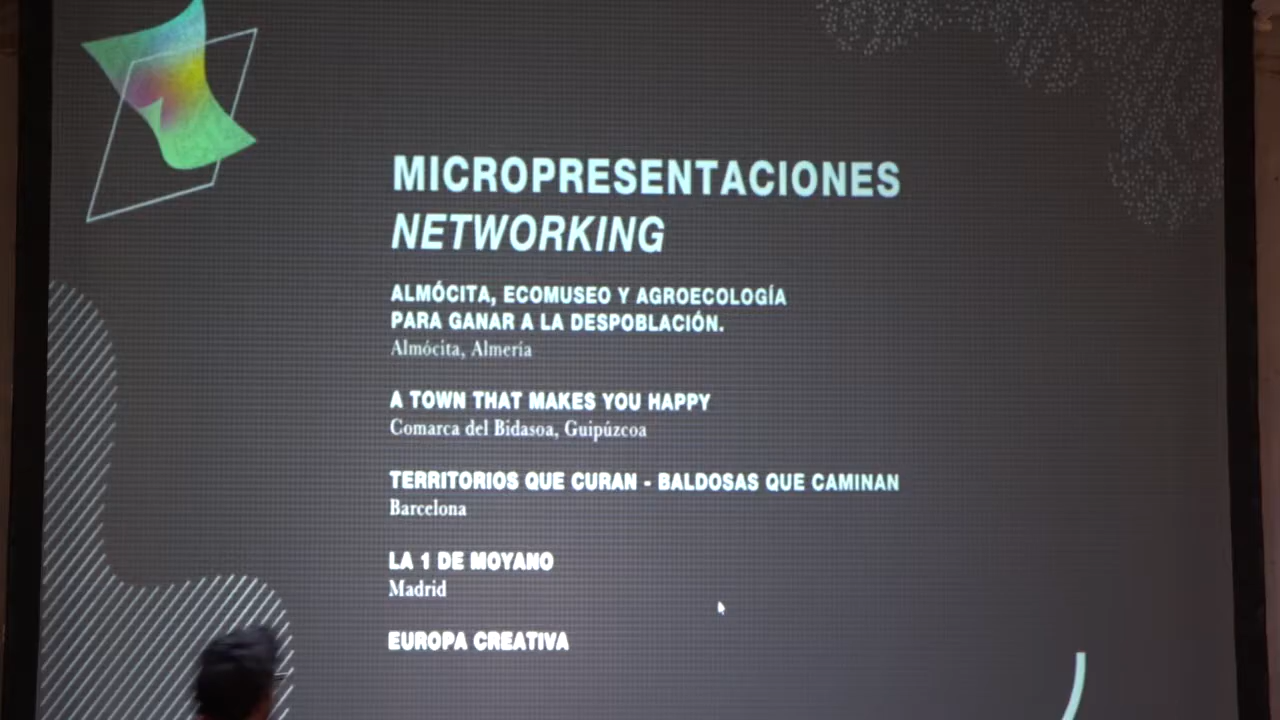 MICROPRESENTACIONES
NETWORKING
ALMÓCITA, ECOMUSEO Y AGROECOLOGÍA
PARA GANAR A LA DESPOBLACIÓN.
Almócita, Almería
A TOWN THAT MAKES YOU HAPPY
Comarca del Bidasoa, Guipúzcoa
TERRITORIOS QUE CURAN - BALDOSAS QUE CAMINAN
Barcelona
LA 1 DE MOYANO
Madrid
EUROPA CREATIVA